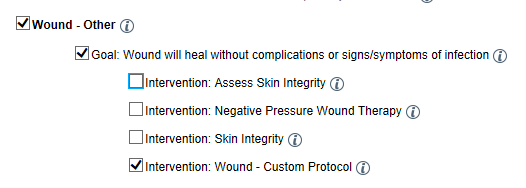 Wound - Other
Goal: Wound will heal without complications or signs/symptoms of infection
Intervention: Assess Skin Integrity
Intervention: Negative Pressure Wound Therapy
Intervention: Skin Integrity
Intervention: Wound - Custom Protocol